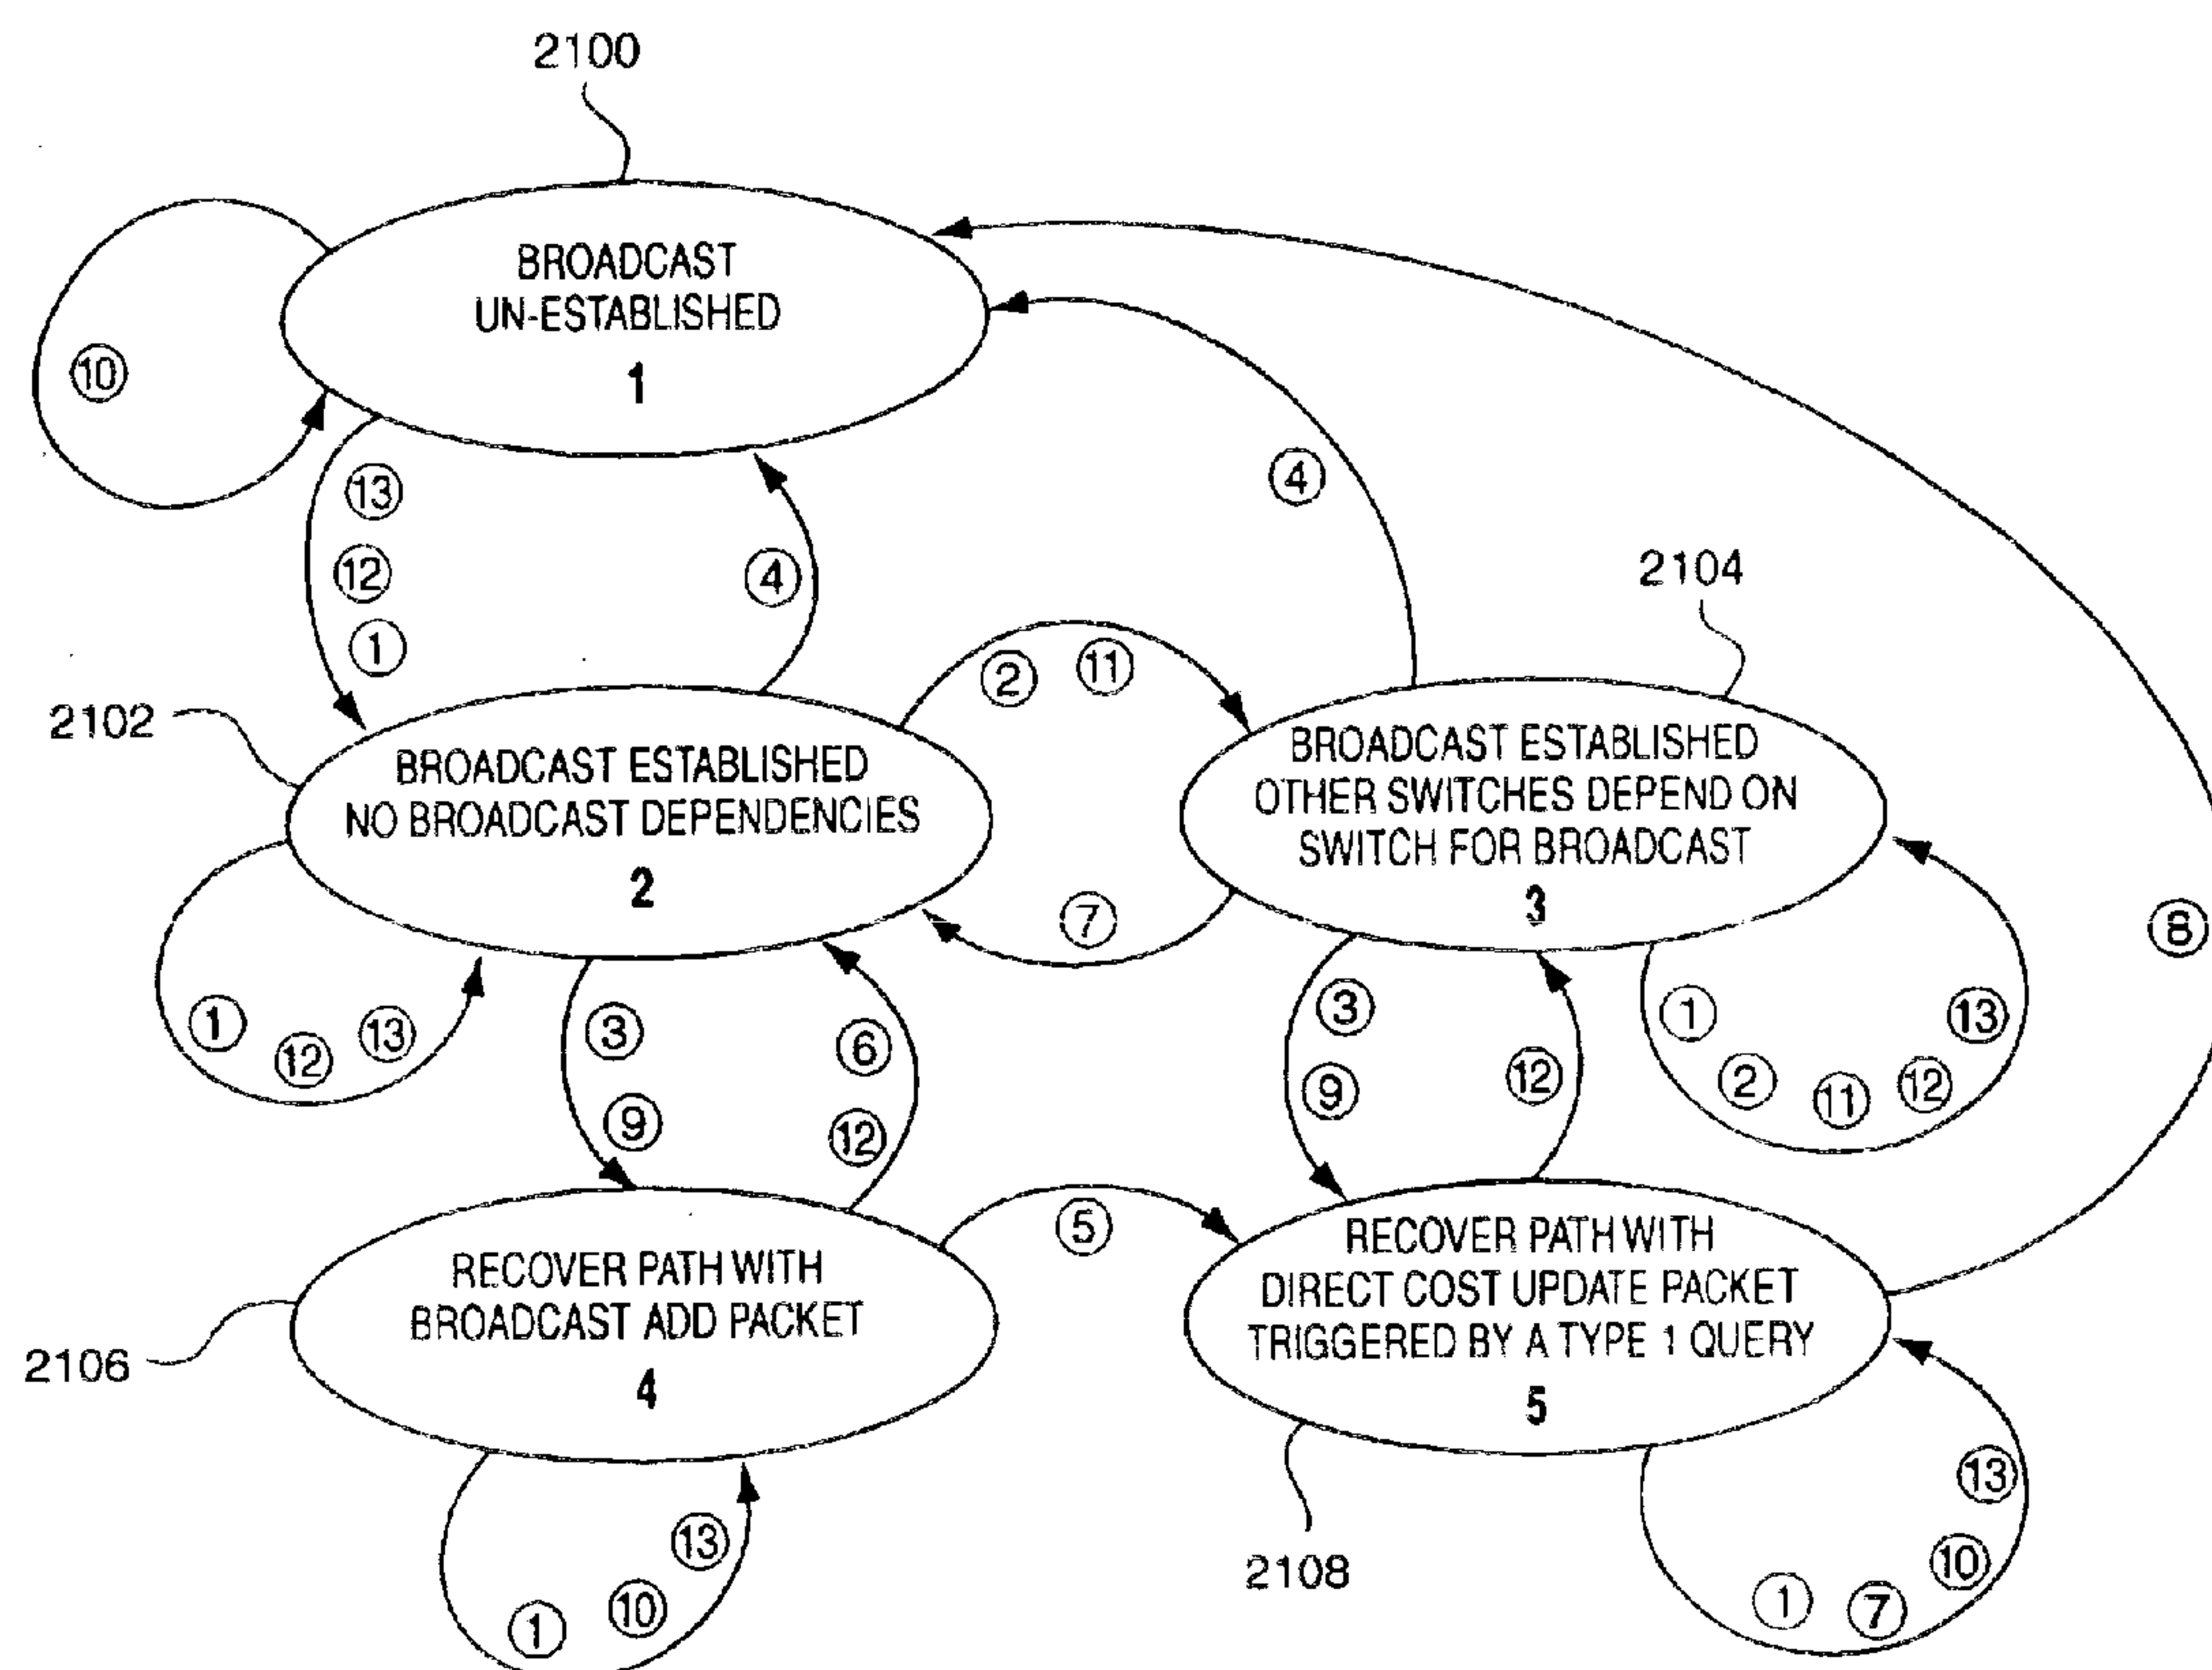 2100
BROADCAST
UN-ESTABLISHED
1
10
13
12
1
4
4
2104
2 11
2102
BROADCAST ESTABLISHED
NO BROADCAST DEPENDENCIES
2
BROADCAST ESTABLISHED
OTHER SWITCHES DEPEND ON
SWITCH FOR BROADCAST
3
7
8
1 12 13
3
9
6
12
3
9
12
1 2 11 12 13
5
2106
RECOVER PATH WITH
BROADCAST ADD PACKET
4
RECOVER PATH WITH
DIRECT COST UPDATE PACKET
TRIGGERED BY A TYPE 1 QUERY
5
2108
1 10 13
1 7 10 13